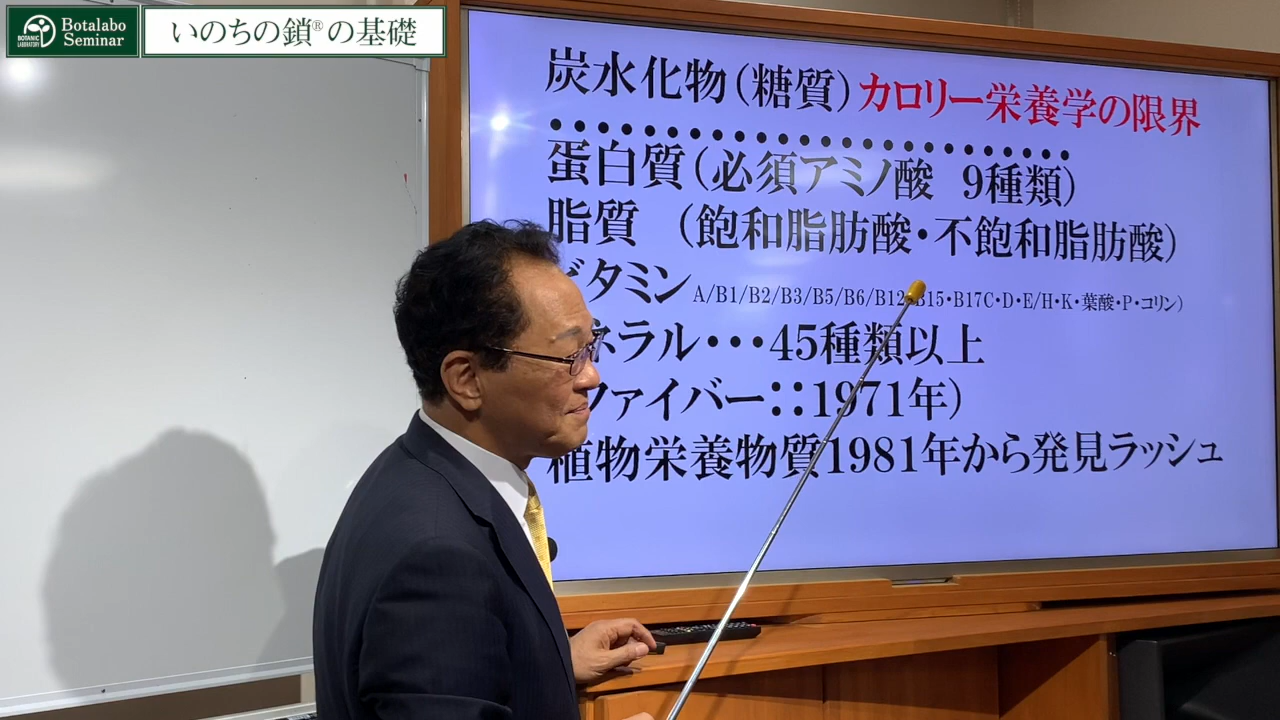 BOTANIC
LABORATORY
Botalabo
Seminar
いのちの鎖®の基礎
炭水化物(糖質)カロリー栄養学の限界
••••••••••••••••••••••••
蛋白質(必須アミノ酸 9種類)
脂質 (飽和脂肪酸・不飽和脂肪酸)
ビタミン A/B1/B2/B3/B5/B6/B12・B15・B17C・D・E/H・K・葉酸・P・コリン)
ネラル・・・45種類以上
ファイバー::1971年)
植物栄養物質1981年から発見ラッシュ